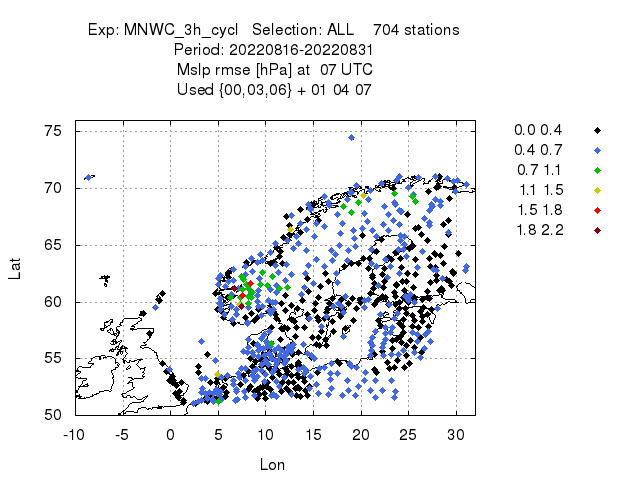 Exp: MNWC_3h_cycl Selection: ALL 704 stations
Period: 20220816-20220831
Mslp rmse [hPa] at 07 UTC
Used {00,03,06} + 01 04 07
0.0 0.4
0.4 0.7
0.7 1.1
1.1 1.5
1.5 1.8
1.8 2.2
75
70
65
60
55
50
Lat
-10 -5 0 5 10 15 20 25 30
Lon